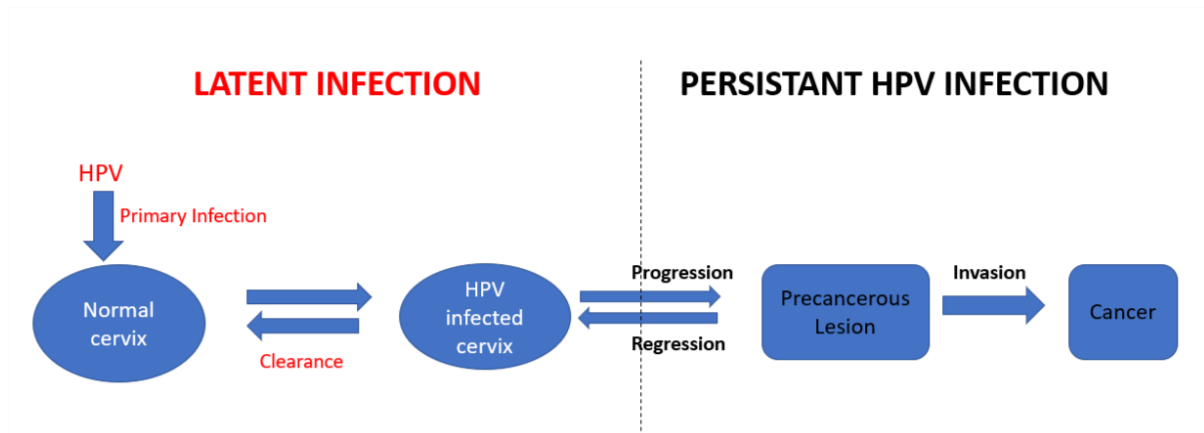 LATENT INFECTION
PERSISTANT HPV INFECTION
HPV
Primary Infection
Normal
cervix
Clearance
HPV
infected
cervix
Progression
Regression
Precancerous
Lesion
Invasion
Cancer